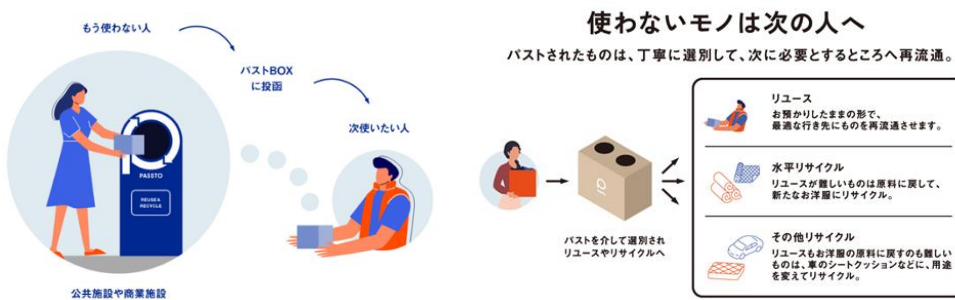 もう使わない人
パストBOX
に投函
次使いたい人
PASSTO
REUSE&
RECYCLE
公共施設や商業施設
使わないモノは次の人へ
パストされたものは、丁寧に選別して、次に必要とするところへ再流通。
パストを介して選別され
リユースやリサイクルへ
リユース
お預かりしたままの形で、
最適な行き先にものを再流通させます。
水平リサイクル
リユースが難しいものは原料に戻して、
新たなお洋服にリサイクル。
その他リサイクル
リユースもお洋服の原料に戻すのも難しい
ものは、車のシートクッションなどに、用途
を変えてリサイクル。